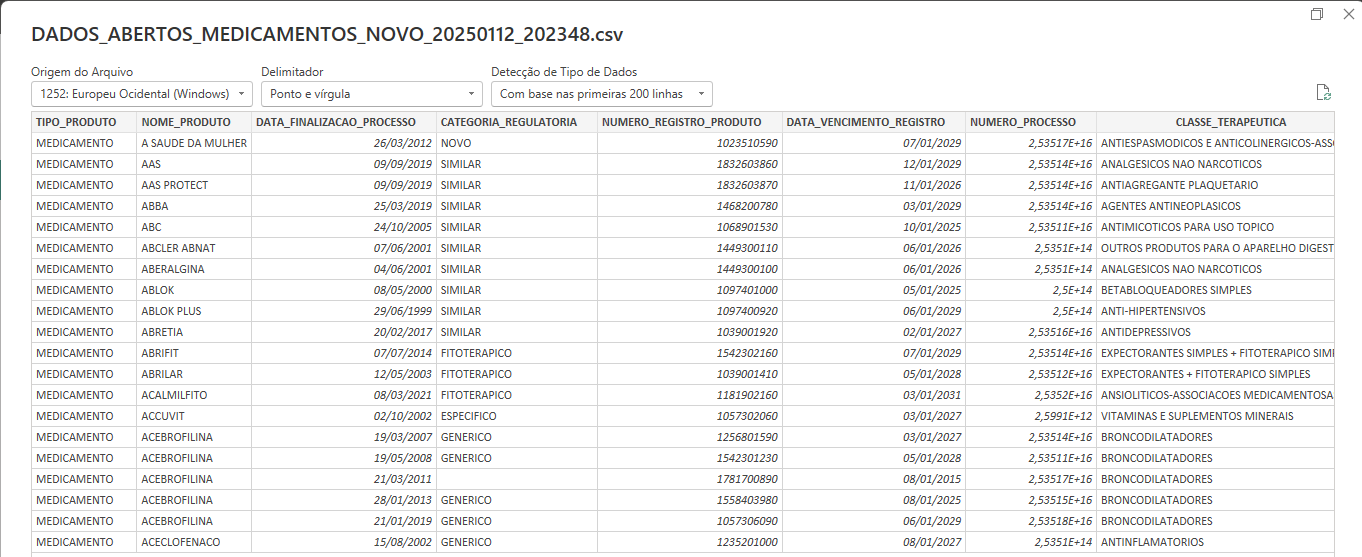 DADOS_ABERTOS_MEDICAMENTOS_NOVO_20250112_202348.csv
Origem do Arquivo Delimitador Detecção de Tipo de Dados
1252: Europeu Ocidental (Windows) Ponto e vírgula Com base nas primeiras 200 linhas
TIPO_PRODUTO NOME_PRODUTO DATA_FINALIZACAO_PROCESSO CATEGORIA_REGULATORIA NUMERO_REGISTRO_PRODUTO DATA_VENCIMENTO_REGISTRO NUMERO_PROCESSO CLASSE_TERAPEUTICA
MEDICAMENTO A SAUDE DA MULHER 26/03/2012 NOVO 1023510590 07/01/2029 2,53517E+16 ANTIESPASMODICOS E ANTICOLINERGICOS-ASSO
MEDICAMENTO AAS 09/09/2019 SIMILAR 1832603860 12/01/2029 2,53514E+16 ANALGESICOS NAO NARCOTICOS
MEDICAMENTO AAS PROTECT 09/09/2019 SIMILAR 1832603870 11/01/2026 2,53514E+16 ANTIAGREGANTE PLAQUETARIO
MEDICAMENTO ABBA 25/03/2019 SIMILAR 1468200780 03/01/2029 2,53514E+16 AGENTES ANTINEOPLASICOS
MEDICAMENTO ABC 24/10/2005 SIMILAR 1068901530 10/01/2025 2,53511E+16 ANTIMICOTICOS PARA USO TOPICO
MEDICAMENTO ABCLER ABNAT 07/06/2001 SIMILAR 1449300110 06/01/2026 2,5351E+14 OUTROS PRODUTOS PARA O APARELHO DIGEST
MEDICAMENTO ABERALGINA 04/06/2001 SIMILAR 1449300100 06/01/2026 2,5351E+14 ANALGESICOS NAO NARCOTICOS
MEDICAMENTO ABLOK 08/05/2000 SIMILAR 1097401000 05/01/2025 2,5E+14 BETABLOQUEADORES SIMPLES
MEDICAMENTO ABLOK PLUS 29/06/1999 SIMILAR 1097400920 06/01/2029 2,5E+14 ANTI-HIPERTENSIVOS
MEDICAMENTO ABRETIA 20/02/2017 SIMILAR 1039001920 02/01/2027 2,53516E+16 ANTIDEPRESSIVOS
MEDICAMENTO ABRIFIT 07/07/2014 FITOTERAPICO 1542302160 07/01/2029 2,53514E+16 EXPECTORANTES SIMPLES + FITOTERAPICO SIMI
MEDICAMENTO ABRILAR 12/05/2003 FITOTERAPICO 1039001410 05/01/2028 2,53512E+16 EXPECTORANTES + FITOTERAPICO SIMPLES
MEDICAMENTO ACALMILFITO 08/03/2021 FITOTERAPICO 1181902160 03/01/2031 2,5352E+16 ANSIOLITICOS-ASSOCIACOES MEDICAMENTOSA
MEDICAMENTO ACCUVIT 02/10/2002 ESPECIFICO 1057302060 03/01/2027 2,5991E+12 VITAMINAS E SUPLEMENTOS MINERAIS
MEDICAMENTO ACEBROFILINA 19/03/2007 GENERICO 1256801590 03/01/2027 2,53514E+16 BRONCODILATADORES
MEDICAMENTO ACEBROFILINA 19/05/2008 GENERICO 1542301230 05/01/2028 2,53511E+16 BRONCODILATADORES
MEDICAMENTO ACEBROFILINA 21/03/2011 1781700890 08/01/2015 2,53517E+16 BRONCODILATADORES
MEDICAMENTO ACEBROFILINA 28/01/2013 GENERICO 1558403980 08/01/2025 2,53515E+16 BRONCODILATADORES
MEDICAMENTO ACEBROFILINA 21/01/2019 GENERICO 1057306090 06/01/2029 2,53518E+16 BRONCODILATADORES
MEDICAMENTO ACECLOFENACO 15/08/2002 GENERICO 1235201000 08/01/2027 2,5351E+14 ANTINFLAMATORIOS